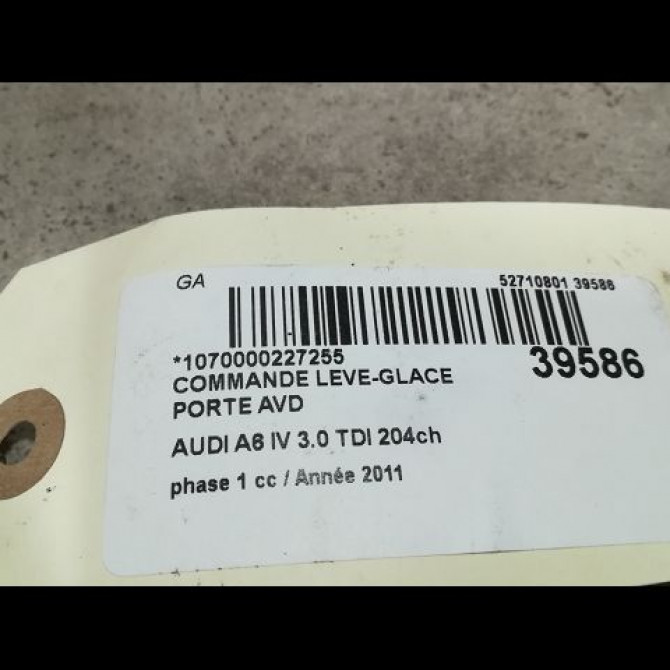 GA 52710801 39586
*1070000227255 39586
COMMANDE LEVE-GLACE
PORTE AVD
AUDI A6 IV 3.0 TDI 204ch
phase 1 cc / Année 2011